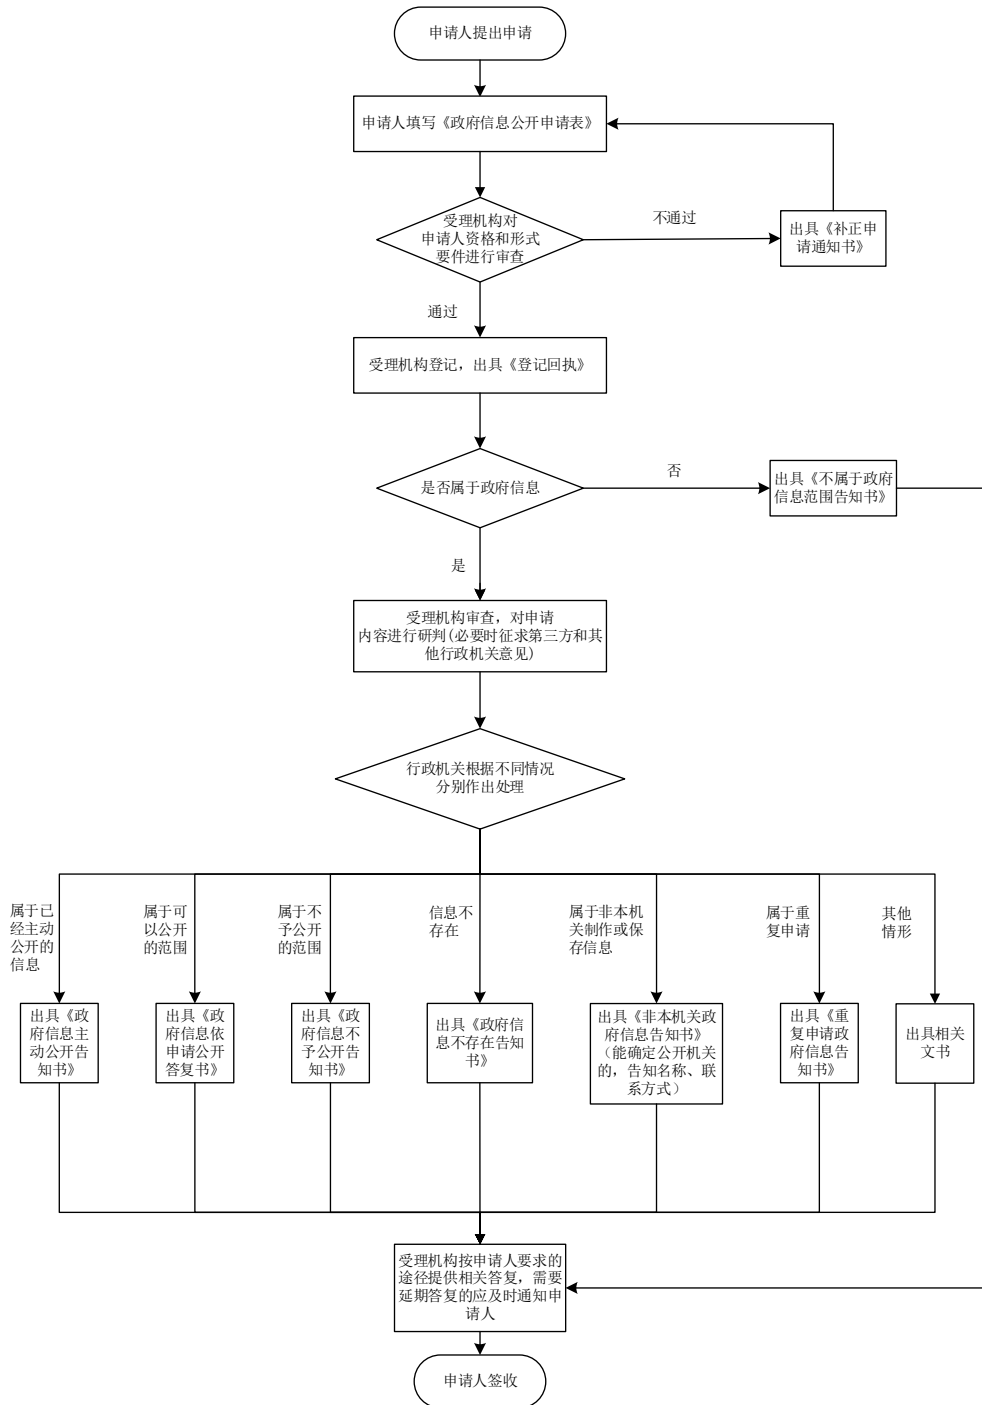 申请人提出申请
申请人填写《政府信息公开申请表》
受理机构对
申请人资格和形式
要件进行审查
不通过
出具《补正申
请通知书》
通过
受理机构登记，出具《登记回执》
是否属于政府信息
否
出具《不属于政府
信息范围告知书》
是
受理机构审查，对申请
内容进行研判(必要时征求第三方和其
他行政机关意见)
行政机关根据不同情况
分别作出处理
属于已
经主动
公开的
信息
属于可
以公开
的范围
属于不
予公开
的范围
信息不
存在
属于非本机
关制作或保
存信息
属于重
复申请
其他
情形
出具《政
府信息主
动公开告
知书》
出具《政
府信息依
申请公开
答复书》
出具《政
府信息不
予公开告
知书》
出具《政府信
息不存在告知
书》
出具《非本机关政
府信息告知书》
（能确定公开机关
的，告知名称、联
系方式）
出具《重
复申请政
府信息告
知书》
出具相关
文书
受理机构按申请人要求的
途径提供相关答复，需要
延期答复的应及时通知申
请人
申请人签收